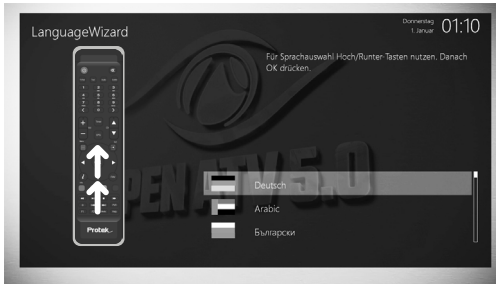 LanguageWizard
Donnerstag
1. Januar
01:10
Für Sprachauswahl Hoch/Runter-Tasten nutzen. Danach
OK drücken.
OPEN ATV 5.0
Deutsch
Arabic
Български
Protek